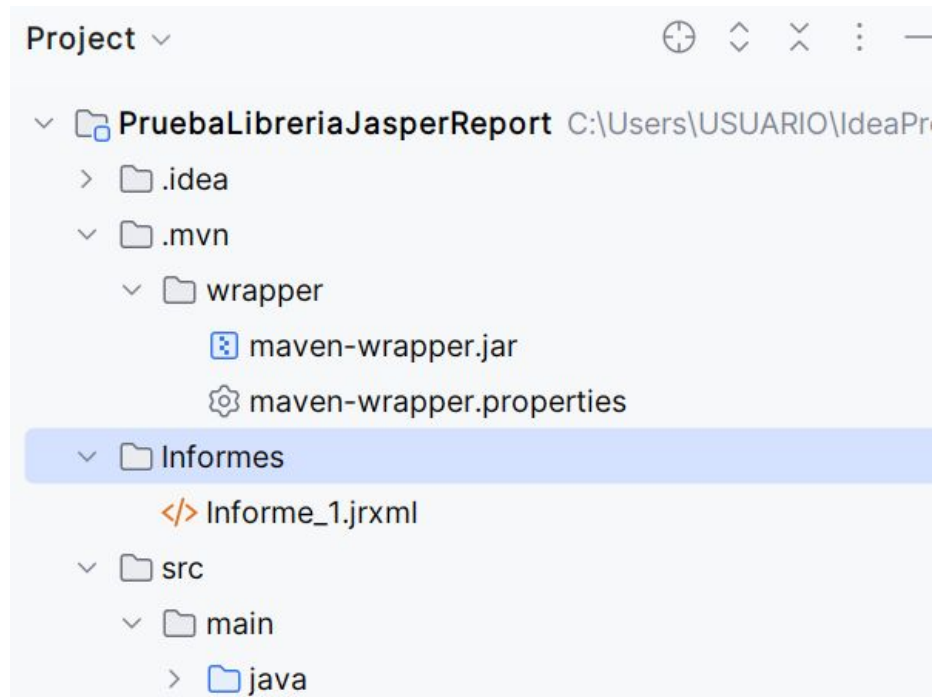 Project
PruebaLibreriaJasperReport C:\Users\USUARIO\IdeaPr
.idea
.mvn
wrapper
maven-wrapper.jar
maven-wrapper.properties
Informes
</> Informe_1.jrxml
src
main
java